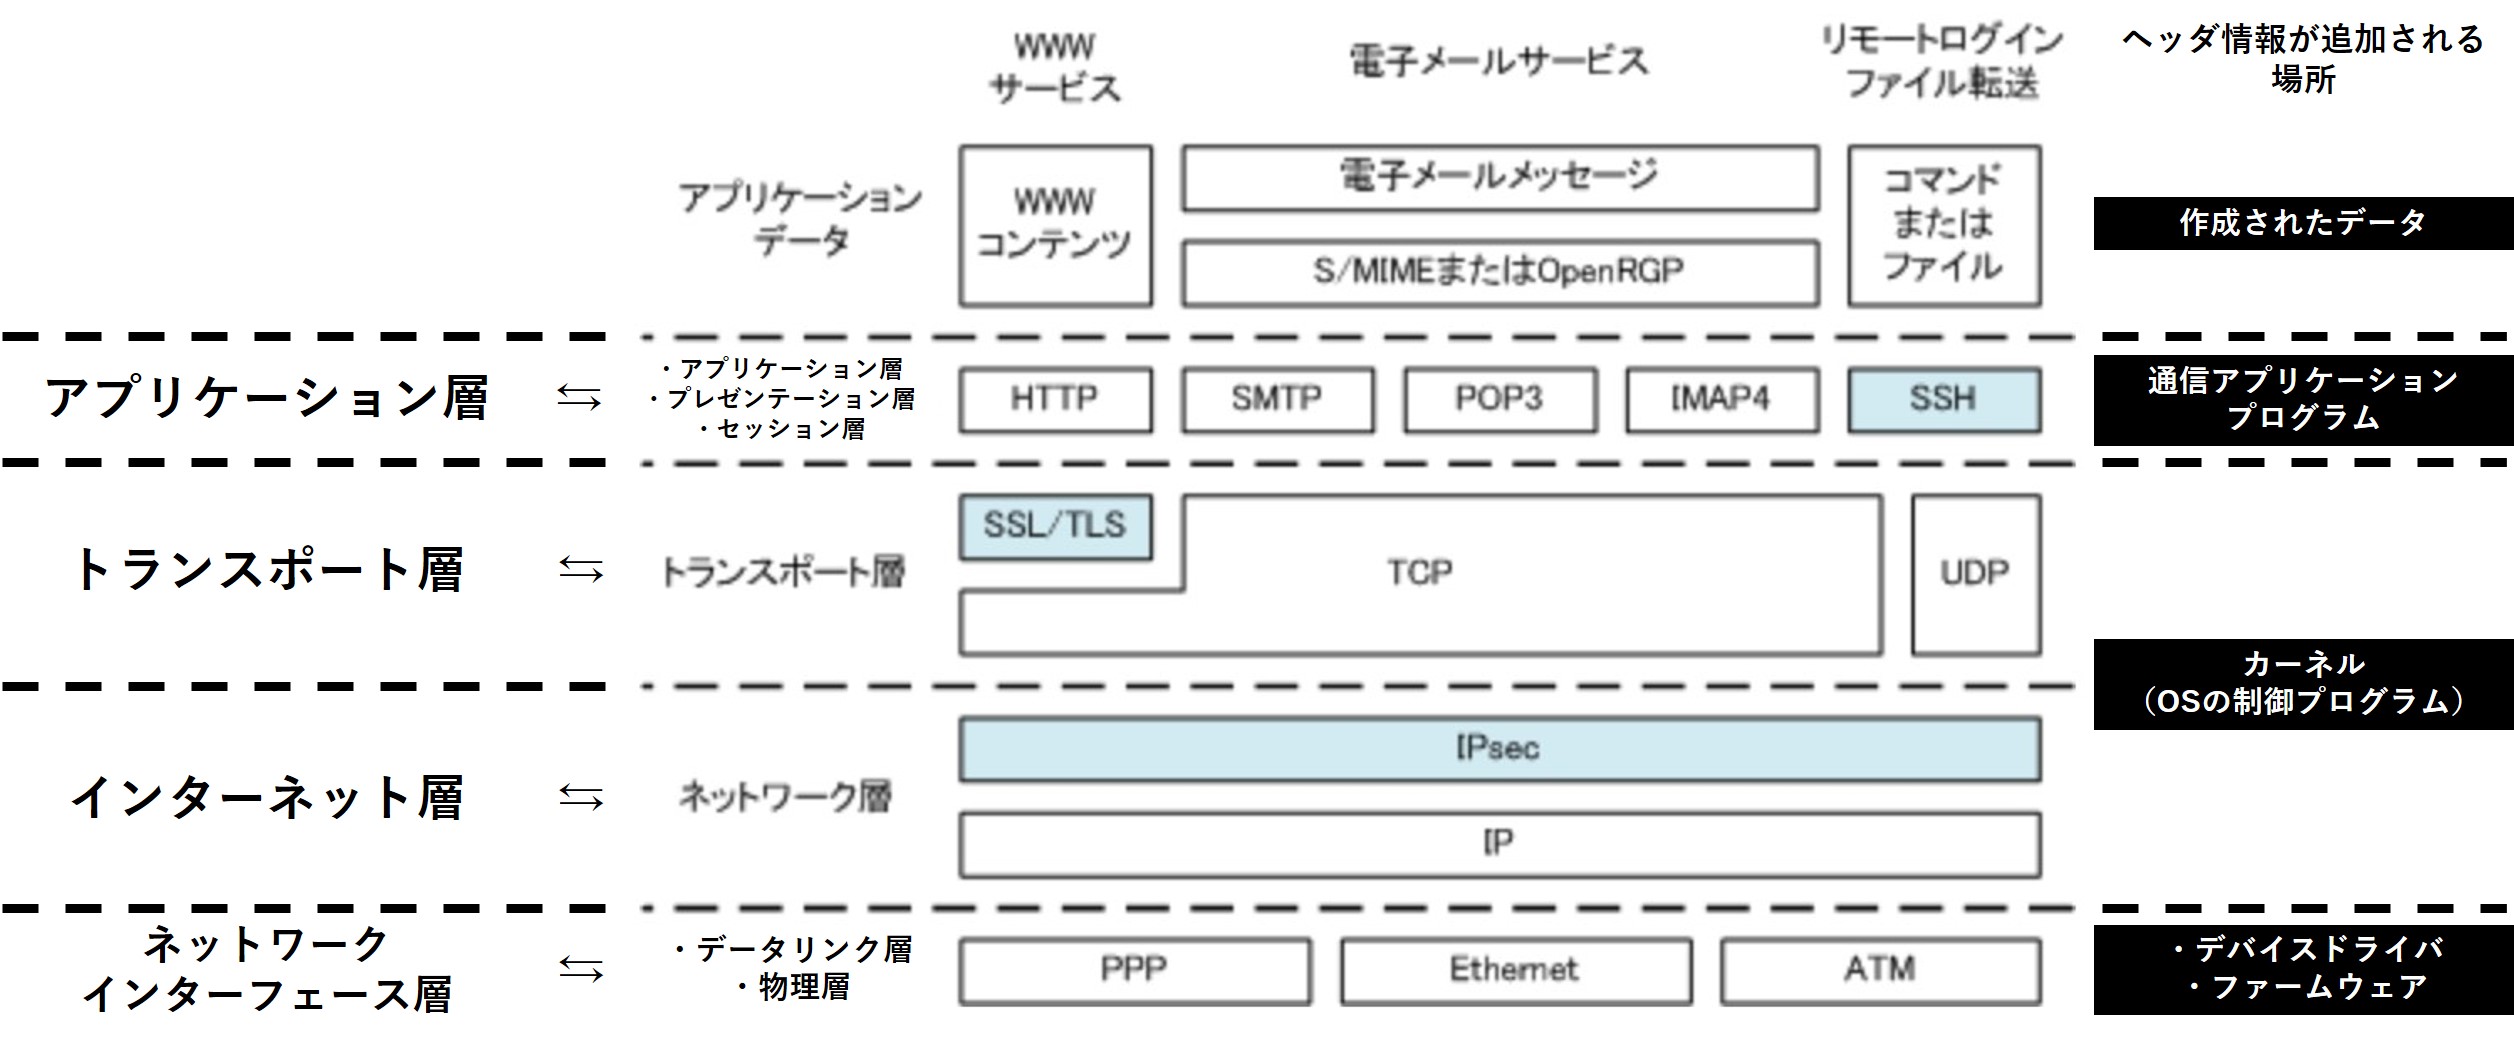 WWW
サービス
電子メールサービス
リモートログイン
ファイル転送
ヘッダ情報が追加される
場所
アプリケーション
データ
WWW
コンテンツ
電子メールメッセージ
S/MIMEまたはOpenRGP
コマンド
または
ファイル
作成されたデータ
アプリケーション層
⇆
・アプリケーション層
・プレゼンテーション層
・セッション層
HTTP
SMTP
POP3
IMAP4
SSH
通信アプリケーション
プログラム
トランスポート層
⇆
トランスポート層
SSL/TLS
TCP
UDP
カーネル
（OSの制御プログラム）
インターネット層
⇆
ネットワーク層
IPsec
IP
ネットワーク
インターフェース層
⇆
・データリンク層
・物理層
PPP
Ethernet
ATM
・デバイスドライバ
・ファームウェア